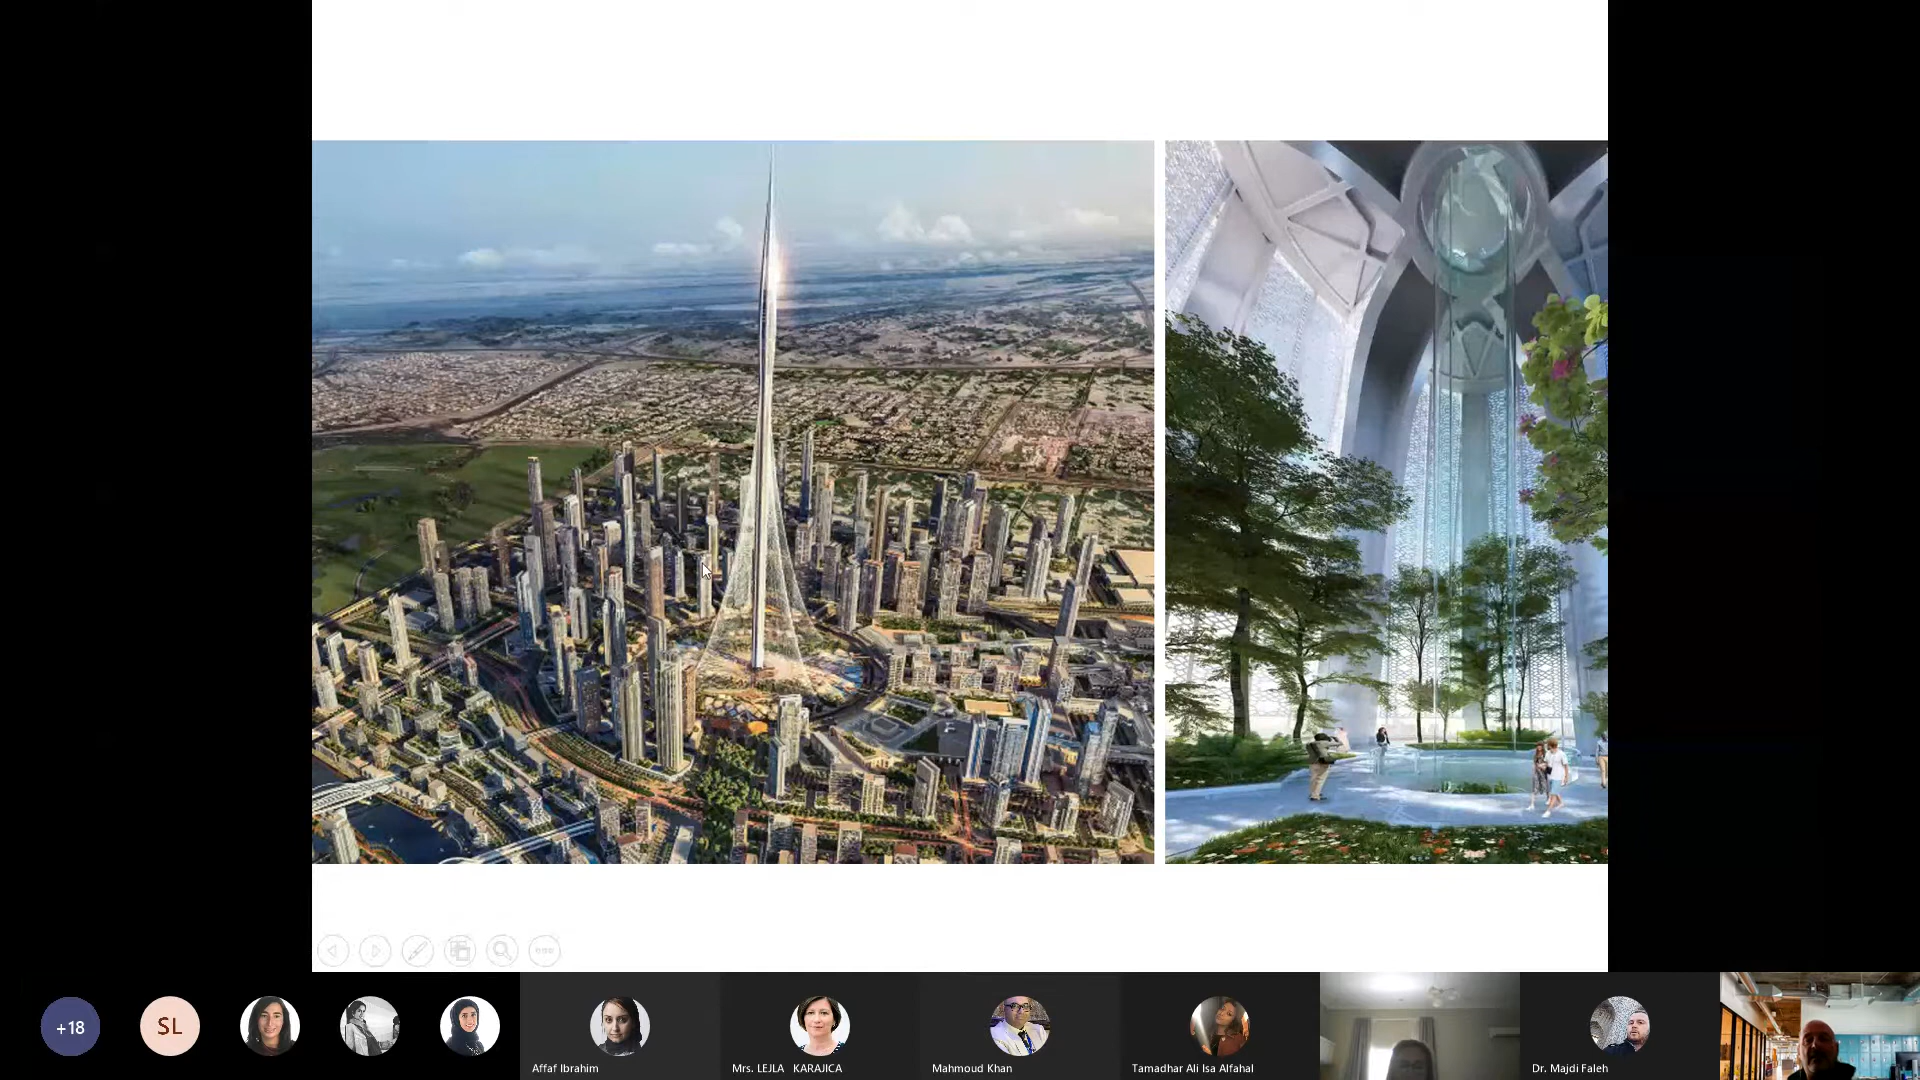 +18
SL
Affaf Ibrahim
Mrs. LEJLA KARAJICA
Mahmoud Khan
Tamadhar Ali Isa Alfahal
Dr. Majdi Faleh